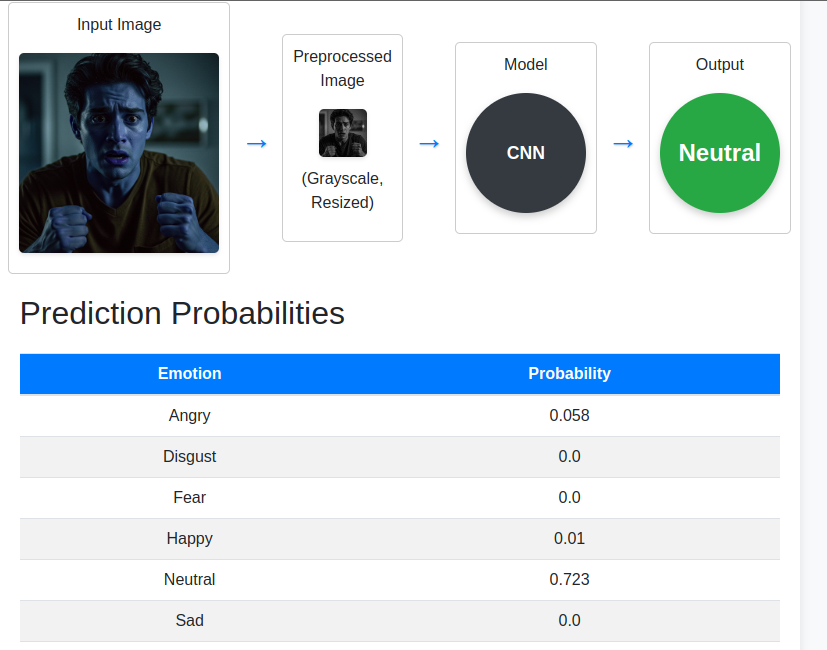 Input Image
Preprocessed
Image
(Grayscale,
Resized)
Model
CNN
Output
Neutral
→ → →
Prediction Probabilities
Emotion Probability
Angry 0.058
Disgust 0.0
Fear 0.0
Happy 0.01
Neutral 0.723
Sad 0.0